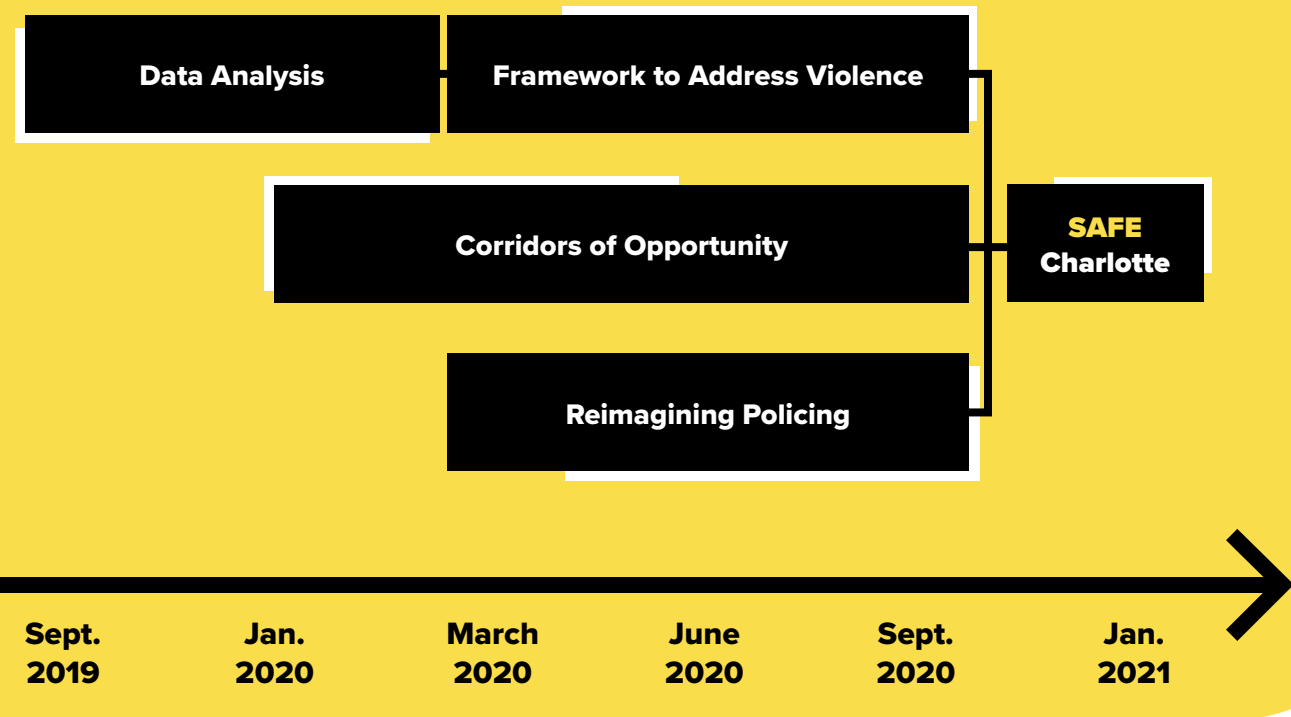 Data Analysis
Framework to Address Violence
Corridors of Opportunity
SAFE
Charlotte
Reimagining Policing
Sept.
2019
Jan.
2020
March
2020
June
2020
Sept.
2020
Jan.
2021